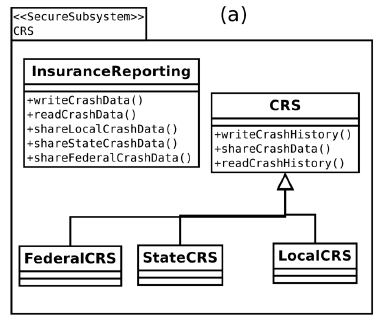 <<SecureSubsystem>>
CRS
(a)
InsuranceReporting
+writeCrashData()
+readCrashData()
+shareLocalCrashData()
+shareStateCrashData()
+shareFederalCrashData()
CRS
+writeCrashHistory()
+shareCrashData()
+readCrashHistory()
FederalCRS
StateCRS
LocalCRS